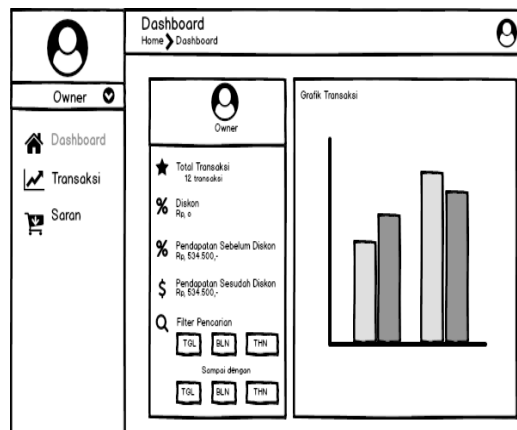 Dashboard
Home Dashboard
Owner
Dashboard
Transaksi
Saran
Owner
Total Transaksi
12 transaksi
Diskon
Rp, 0
Pendapatan Sebelum Diskon
Rp, 534.500,-
Pendapatan Sesudah Diskon
Rp, 534.500,-
Filter Pencarian
TGL BLN THN
Sampai dengan
TGL BLN THN
Grafik Transaksi